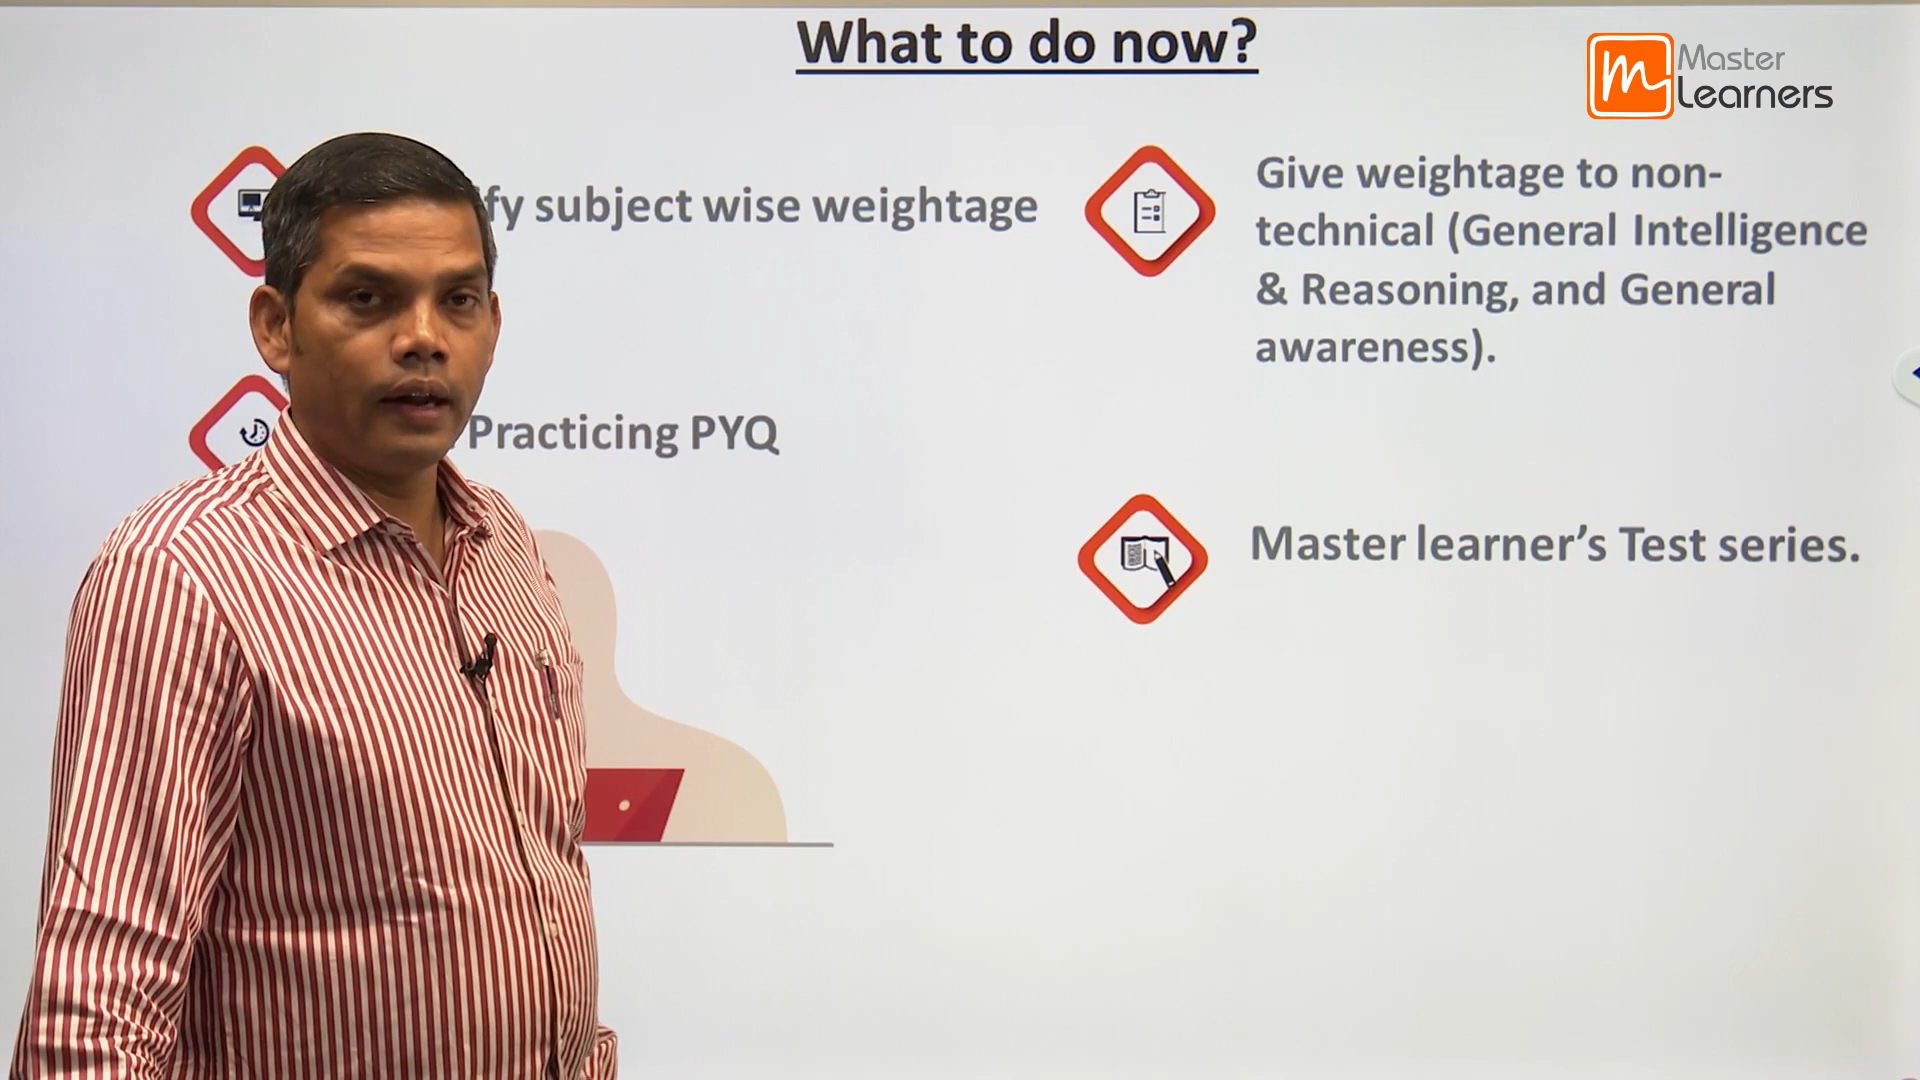 What to do now?
Master
Learners
subject wise weightage
Practicing PYQ
Give weightage to non-
technical (General Intelligence
& Reasoning, and General
awareness).
Master learner’s Test series.